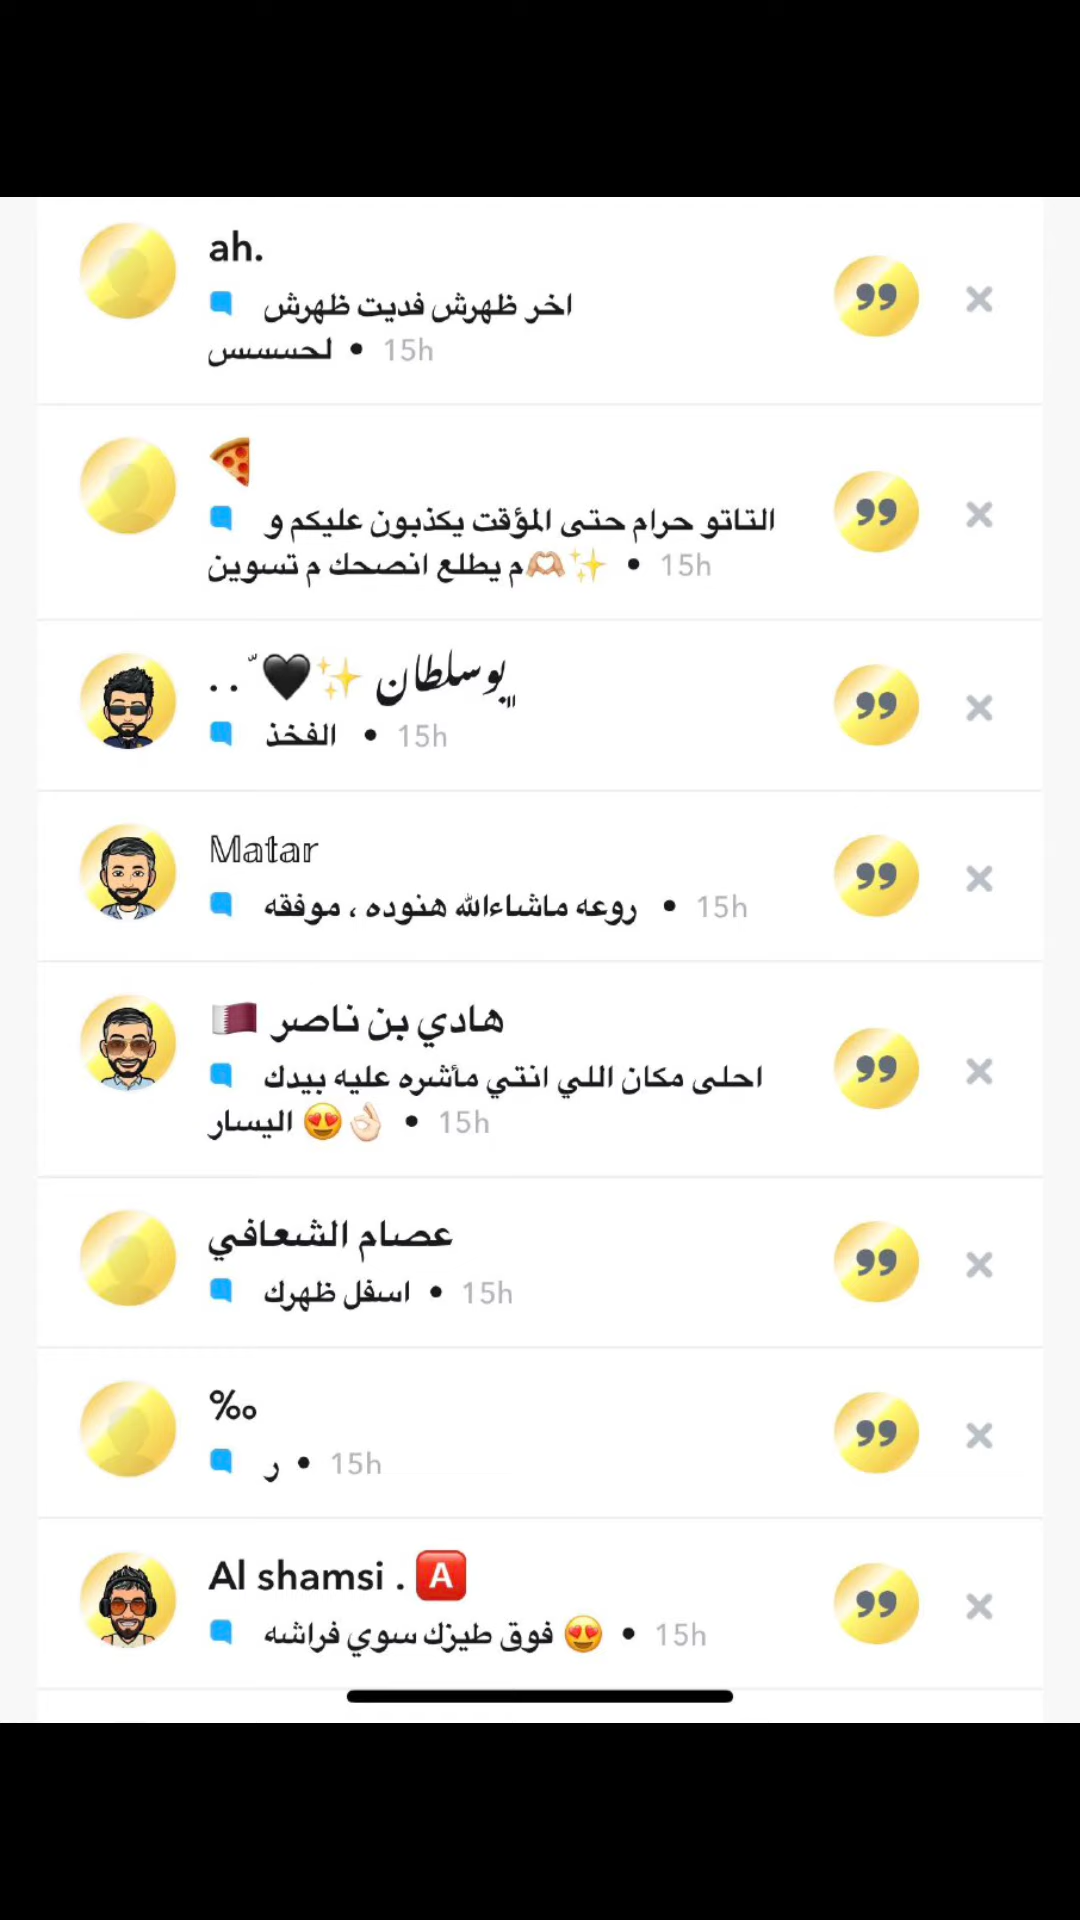 ah.
اخر ظهرش فديت ظهرش
لحسسس • 15h
🍕
التاتو حرام حتى المؤقت يكذبون عليكم و
م يطلع انصحك م تسوين🫶🏼✨ • 15h
بوسلطان ✨🖤 ّ ..
الفخذ • 15h
𝕄𝕒𝕥𝕒𝕣
روعه ماشاءالله هنوده ، موفقه • 15h
هادي بن ناصر 🇶🇦
احلى مكان اللي انتي مأشره عليه بيدك
اليسار 😍👌🏻 • 15h
عصام الشعافي
اسفل ظهرك • 15h
‰
ر • 15h
Al shamsi . 🅰
فوق طيزك سوي فراشه 😍 • 15h